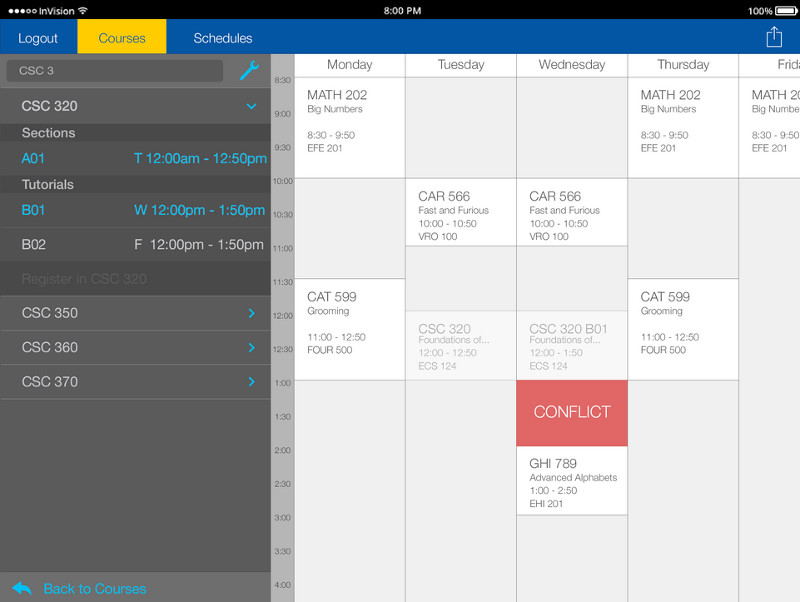 InVision
8:00 PM
100%
Logout
Courses
Schedules
CSC 3
CSC 320
Sections
A01 T 12:00am - 12:50pm
Tutorials
B01 W 12:00pm - 1:50pm
B02 F 12:00pm - 1:50pm
Register in CSC 320
CSC 350
CSC 360
CSC 370
Back to Courses
Monday
Tuesday
Wednesday
Thursday
Frida
8:30
9:00
9:30
10:00
10:30
11:00
11:30
12:00
12:30
1:00
1:30
2:00
2:30
3:00
3:30
4:00
MATH 202
Big Numbers
8:30 - 9:50
EFE 201
CAT 599
Grooming
11:00 - 12:50
FOUR 500
CAR 566
Fast and Furious
10:00 - 10:50
VRO 100
CSC 320
Foundations of...
12:00 - 12:50
ECS 124
CAR 566
Fast and Furious
10:00 - 10:50
VRO 100
CSC 320 B01
Foundations of...
12:00 - 1:50
ECS 124
CONFLICT
GHI 789
Advanced Alphabets
1:00 - 2:50
EHI 201
MATH 202
Big Numbers
8:30 - 9:50
EFE 201
CAT 599
Grooming
11:00 - 12:50
FOUR 500
MATH 20
Big Numbe
8:30 - 9:50
EFE 201